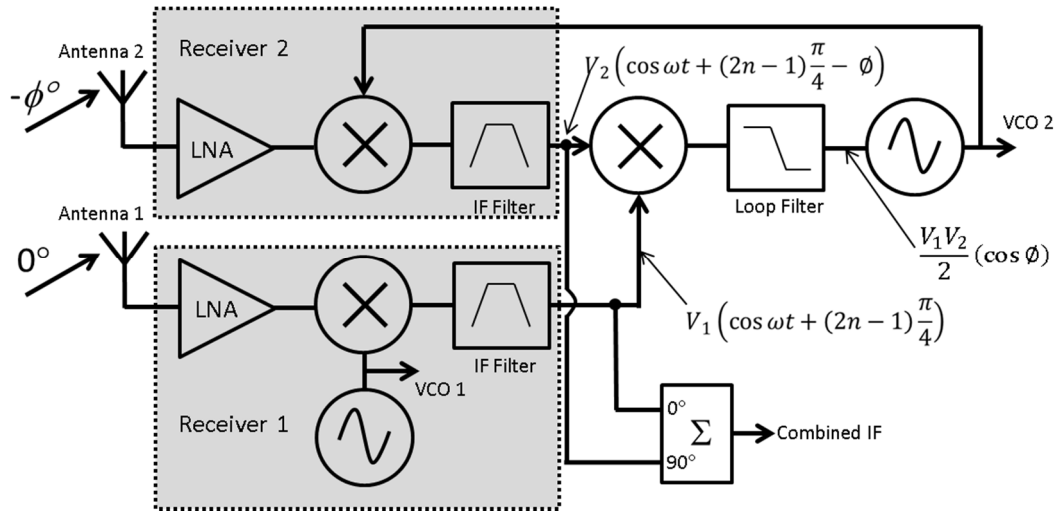 Receiver 2
Antenna 2
-ϕ°
LNA
IF Filter
V₂(cos ωt + (2n − 1)π/4 − ∅)
Loop Filter
VCO 2
V₁V₂/2 (cos ∅)
Antenna 1
0°
LNA
IF Filter
V₁(cos ωt + (2n − 1)π/4)
VCO 1
Receiver 1
0°
Σ
90°
Combined IF